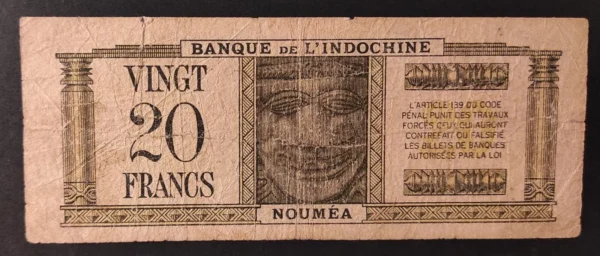 BANQUE DE L'INDOCHINE
VINGT
20
FRANCS
L'ARTICLE 139 DU CODE
PÉNAL PUNIT DES TRAVAUX
FORCÉS CEUX QUI AURONT
CONTREFAIT OU FALSIFIÉ
LES BILLETS DE BANQUES
AUTORISÉES PAR LA LOI
NOUMÉA